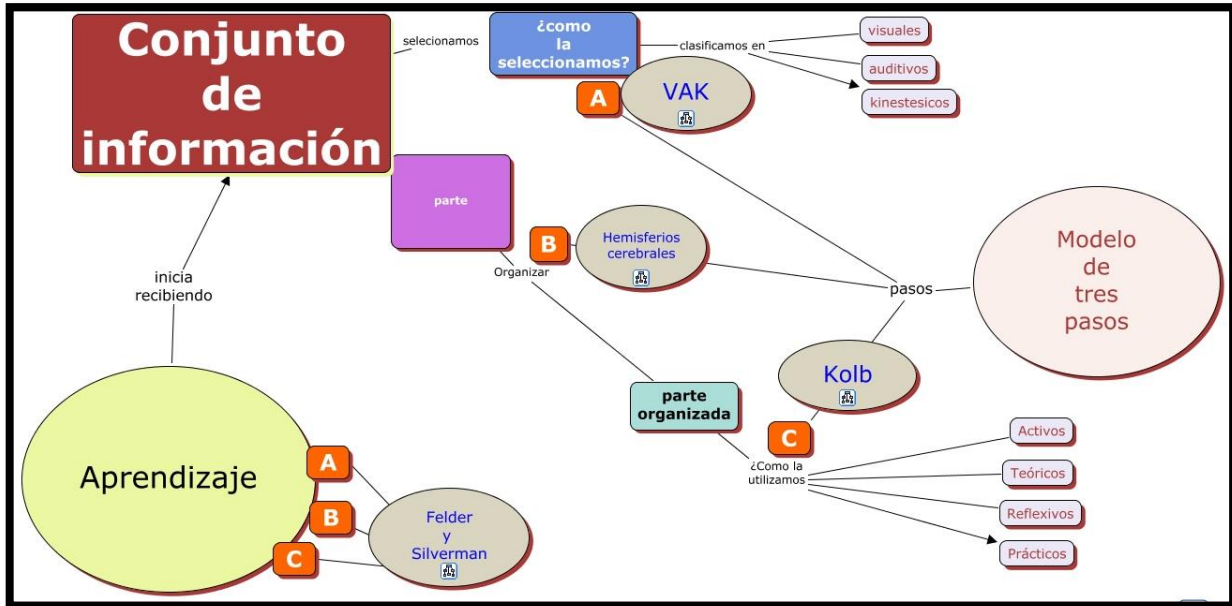 Conjunto
de
información
selecionamos
¿como
la
seleccionamos?
clasificamos en
visuales
auditivos
kinestesicos
A
VAK
parte
B
Hemisferios
cerebrales
Organizar
pasos
Modelo
de
tres
pasos
inicia
recibiendo
Kolb
parte
organizada
C
¿Como la
utilizamos
Activos
Teóricos
Reflexivos
Prácticos
Aprendizaje
A
B
C
Felder
y
Silverman